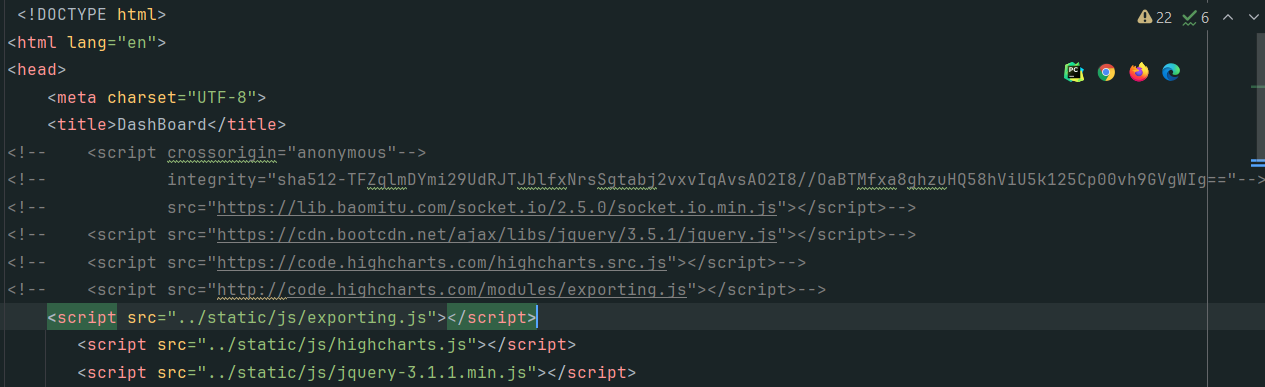 <!DOCTYPE html>
22 6
<html lang="en">
<head>
<meta charset="UTF-8">
<title>DashBoard</title>
<!--    <script crossorigin="anonymous"-->
<!--            integrity="sha512-TFZqlmDYmi29UdRJTJblfxNrsSgtabj2vxvIqAvsAO2I8//OaBTMfxa8ghzuHQ58hViU5k125Cp00vh9GVgWIg=="-->
<!--            src="https://lib.baomitu.com/socket.io/2.5.0/socket.io.min.js"></script>-->
<!--    <script src="https://cdn.bootcdn.net/ajax/libs/jquery/3.5.1/jquery.js"></script>-->
<!--    <script src="https://code.highcharts.com/highcharts.src.js"></script>-->
<!--    <script src="http://code.highcharts.com/modules/exporting.js"></script>-->
<script src="../static/js/exporting.js"></script>
<script src="../static/js/highcharts.js"></script>
<script src="../static/js/jquery-3.1.1.min.js"></script>